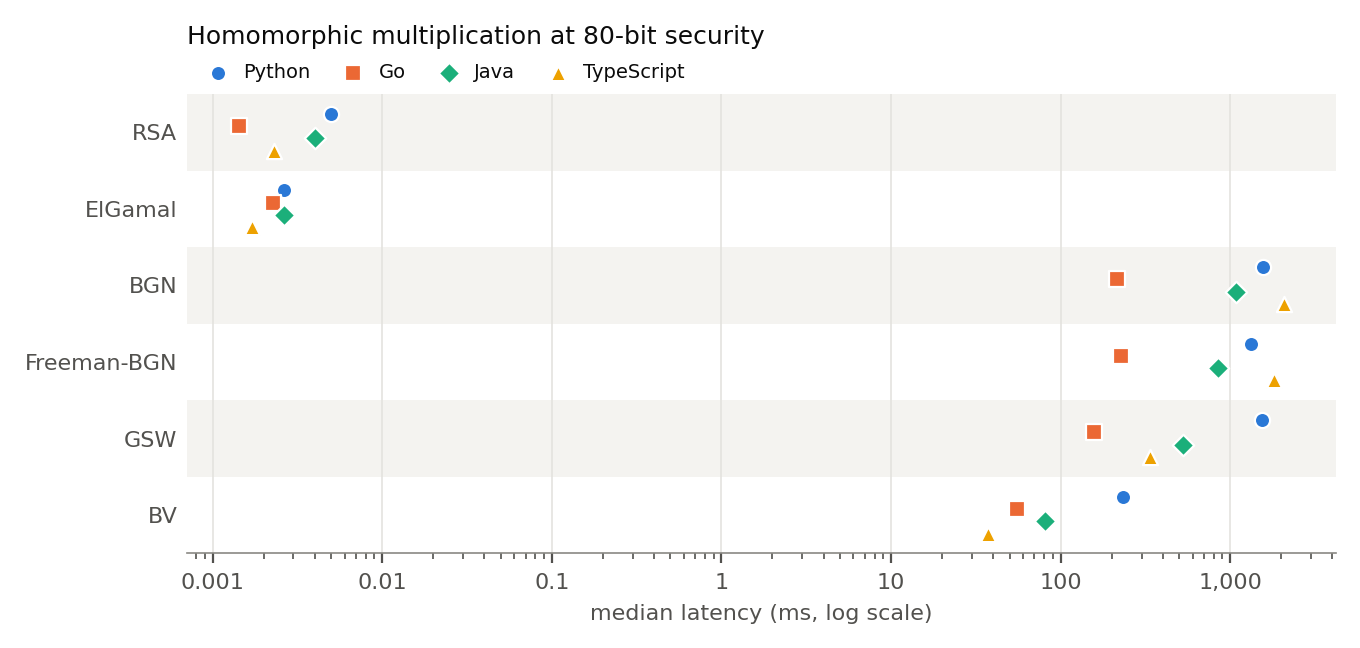 Homomorphic multiplication at 80-bit security
Python Go Java TypeScript
RSA
ElGamal
BGN
Freeman-BGN
GSW
BV
0.001 0.01 0.1 1 10 100 1,000
median latency (ms, log scale)